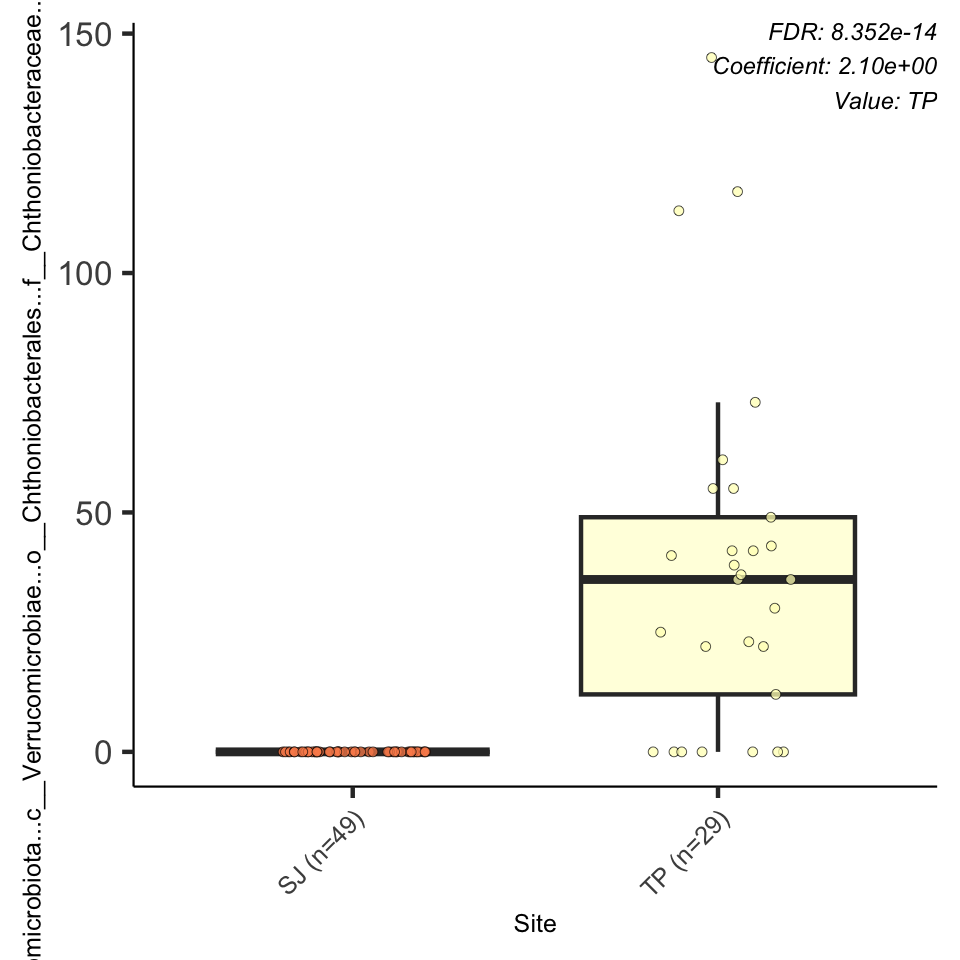 omicrobiota...c__Verrucomicrobiae...o__Chthoniobacterales...f__Chthoniobacteraceae..
150
100
50
0
FDR: 8.352e-14
Coefficient: 2.10e+00
Value: TP
SJ (n=49)
TP (n=29)
Site